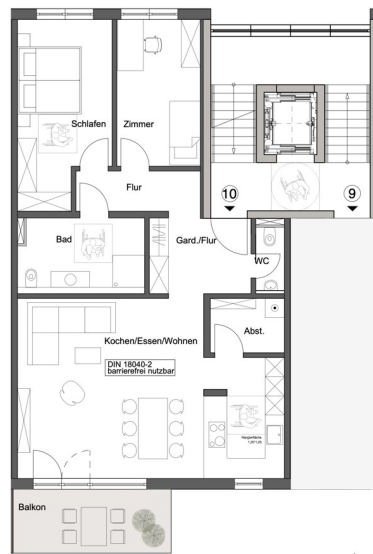 Schlafen
Zimmer
Flur
10
9
Bad
Gard./Flur
WC
Abst.
Kochen/Essen/Wohnen
DIN 18040-2
barrierefrei nutzbar
Balkon